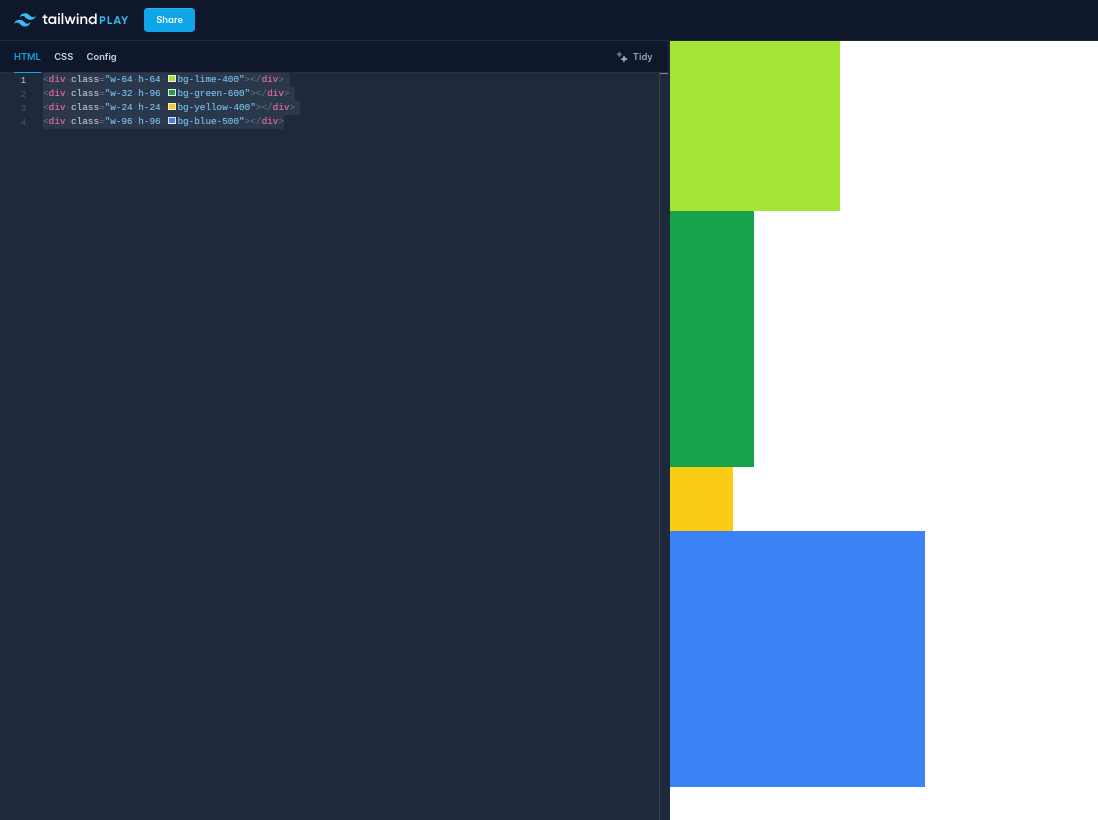 tailwind PLAY Share
HTML CSS Config Tidy
1 <div class="w-64 h-64 bg-lime-400"></div>
2 <div class="w-32 h-96 bg-green-600"></div>
3 <div class="w-24 h-24 bg-yellow-400"></div>
4 <div class="w-96 h-96 bg-blue-500"></div>